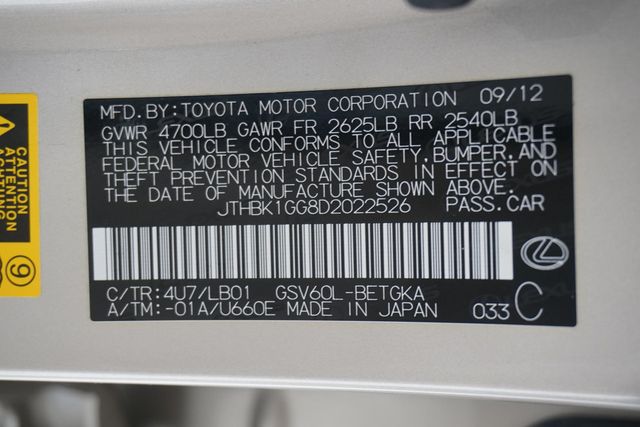 MFD.BY:TOYOTA MOTOR CORPORATION 09/12
GVWR 4700LB GAWR FR 2625LB RR 2540LB
THIS VEHICLE CONFORMS TO ALL APPLICABLE
FEDERAL MOTOR VEHICLE SAFETY,BUMPER,AND
THEFT PREVENTION STANDARDS IN EFFECT ON
THE DATE OF MANUFACTURE SHOWN ABOVE.
JTHBK1GG8D2022526 PASS.CAR
C/TR:4U7/LB01 GSV60L-BETGKA
A/TM:-01A/U660E MADE IN JAPAN 033 C
CAUTION
9